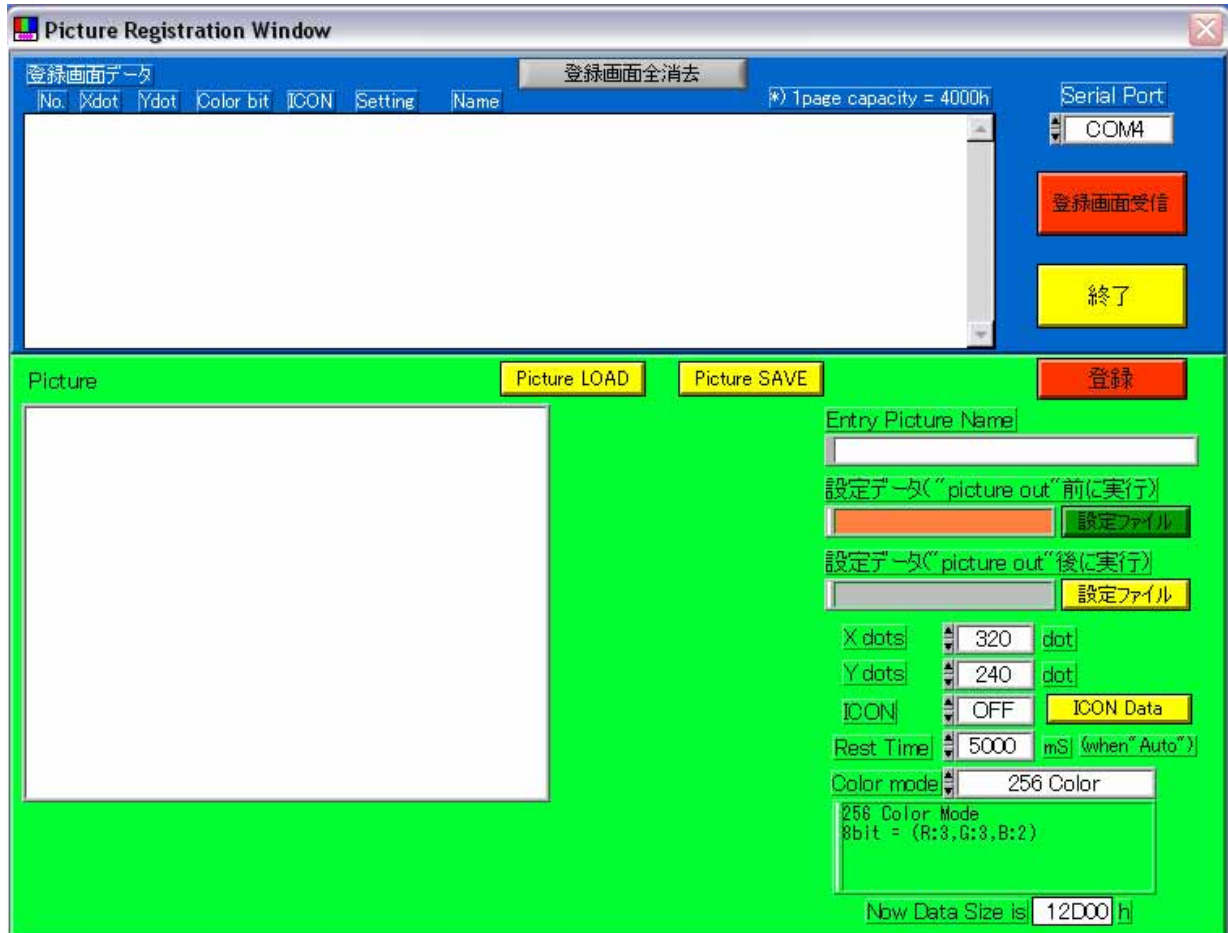 Picture Registration Window
登録画面データ
登録画面全消去
No. Xdot Ydot Color bit ICON Setting Name
*) 1page capacity = 4000h
Serial Port
COM4
登録画面受信
終了
Picture
Picture LOAD
Picture SAVE
登録
Entry Picture Name
設定データ("picture out"前に実行)
設定ファイル
設定データ("picture out"後に実行)
設定ファイル
X dots 320 dot
Y dots 240 dot
ICON OFF ICON Data
Rest Time 5000 mS (when"Auto")
Color mode 256 Color
256 Color Mode
8bit = (R:3,G:3,B:2)
Now Data Size is 12D00 h